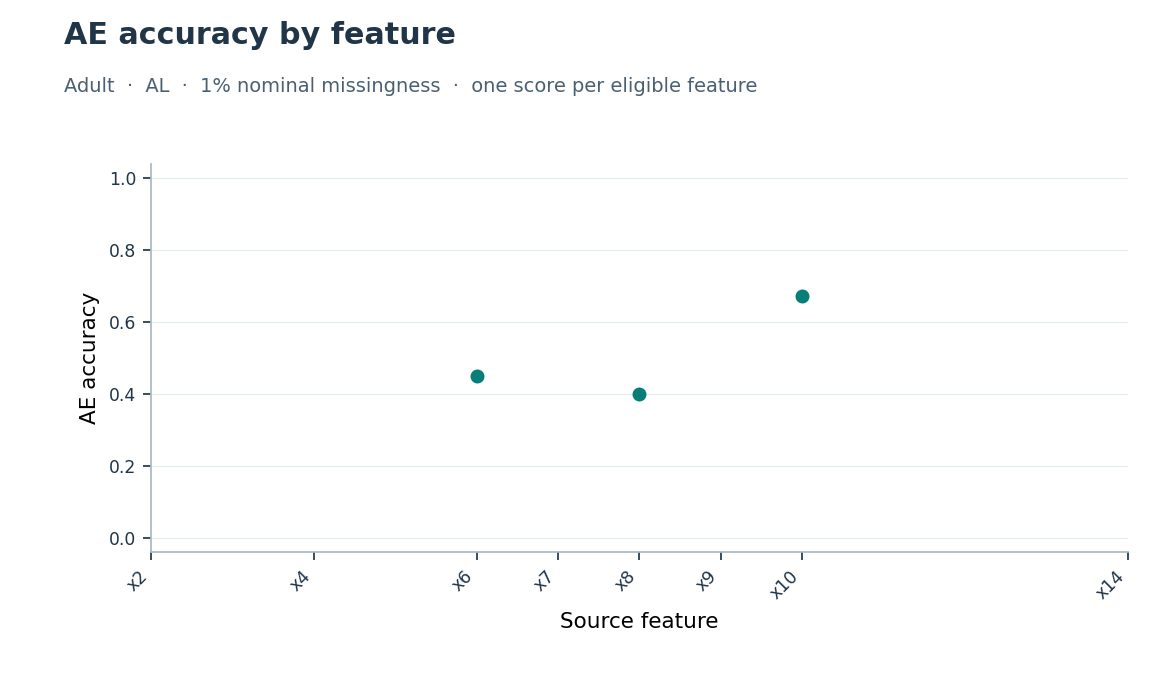 AE accuracy by feature
Adult · AL · 1% nominal missingness · one score per eligible feature
1.0
0.8
0.6
0.4
0.2
0.0
AE accuracy
x2 x4 x6 x7 x8 x9 x10 x14
Source feature